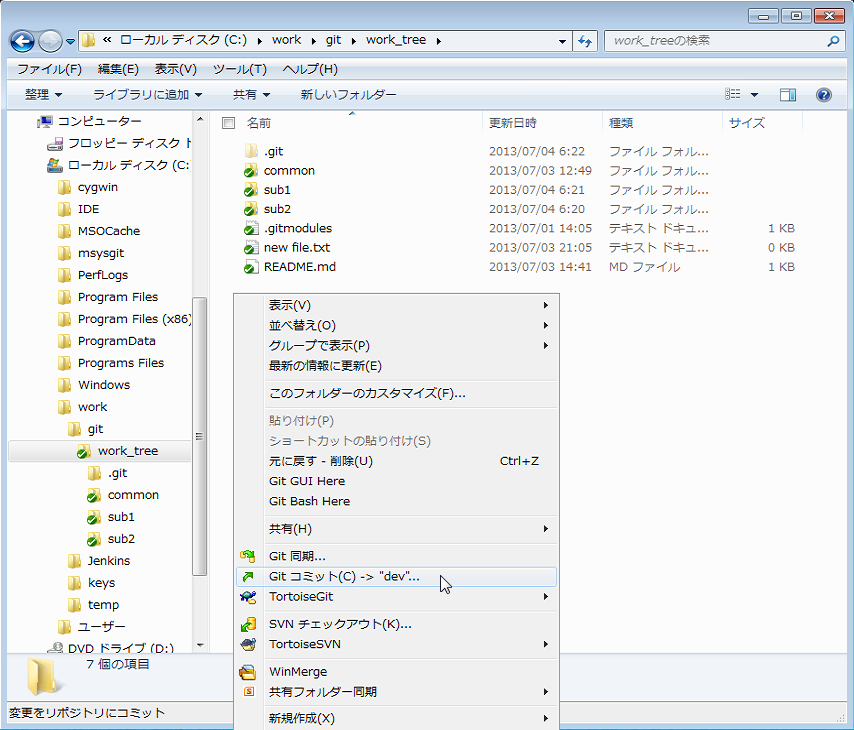 « ローカル ディスク (C:) ▸ work ▸ git ▸ work_tree ▸
work_treeの検索
ファイル(F) 編集(E) 表示(V) ツール(T) ヘルプ(H)
整理 ライブラリに追加 共有 新しいフォルダー
コンピューター
フロッピー ディスク ト
ローカル ディスク (C:
cygwin
IDE
MSOCache
msysgit
PerfLogs
Program Files
Program Files (x86)
ProgramData
Programs Files
Windows
work
git
work_tree
.git
common
sub1
sub2
Jenkins
keys
temp
ユーザー
DVD ドライブ (D:)
名前 更新日時 種類 サイズ
.git 2013/07/04 6:22 ファイル フォル...
common 2013/07/03 12:49 ファイル フォル...
sub1 2013/07/04 6:21 ファイル フォル...
sub2 2013/07/04 6:20 ファイル フォル...
.gitmodules 2013/07/01 14:05 テキスト ドキュ... 1 KB
new file.txt 2013/07/03 21:05 テキスト ドキュ... 0 KB
README.md 2013/07/03 14:41 MD ファイル 1 KB
表示(V)
並べ替え(O)
グループで表示(P)
最新の情報に更新(E)
このフォルダーのカスタマイズ(F)...
貼り付け(P)
ショートカットの貼り付け(S)
元に戻す - 削除(U) Ctrl+Z
Git GUI Here
Git Bash Here
共有(H)
Git 同期...
Git コミット(C) -> "dev"...
TortoiseGit
SVN チェックアウト(K)...
TortoiseSVN
WinMerge
共有フォルダー同期
新規作成(X)
7 個の項目
変更をリポジトリにコミット